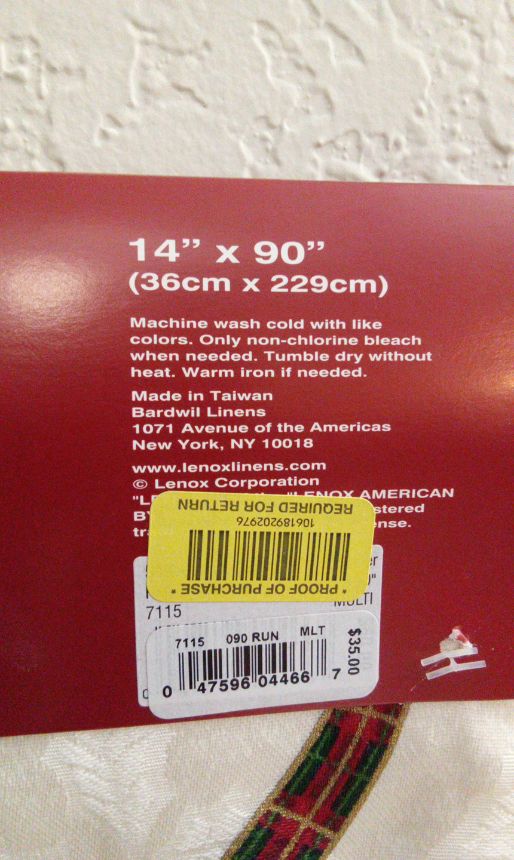 14” x 90”
(36cm x 229cm)
Machine wash cold with like
colors. Only non-chlorine bleach
when needed. Tumble dry without
heat. Warm iron if needed.
Made in Taiwan
Bardwil Linens
1071 Avenue of the Americas
New York, NY 10018
www.lenoxlinens.com
© Lenox Corporation
"LENOX AMERICAN
BY
* PROOF OF PURCHASE *
106189202976
REQUIRED FOR RETURN
7115
MULTI
7115 090 RUN MLT
$35.00
0 47596 04466 7